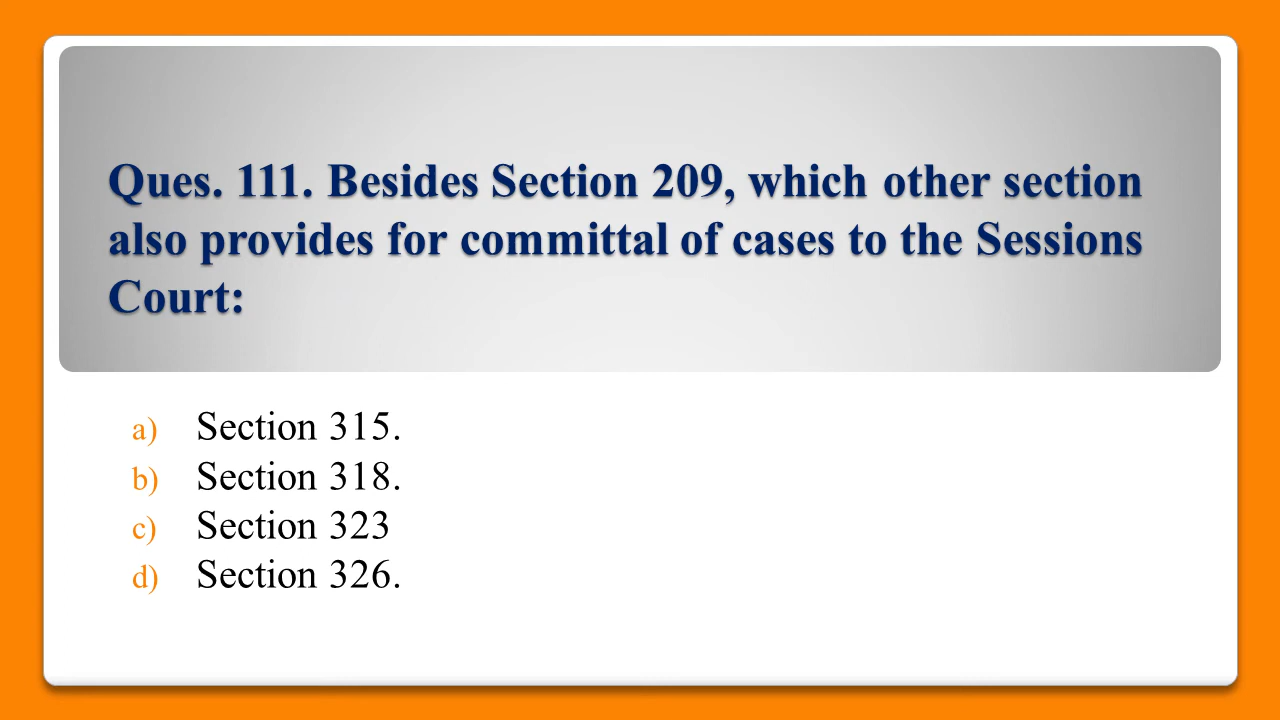 Ques. 111. Besides Section 209, which other section
also provides for committal of cases to the Sessions
Court:
a) Section 315.
b) Section 318.
c) Section 323
d) Section 326.